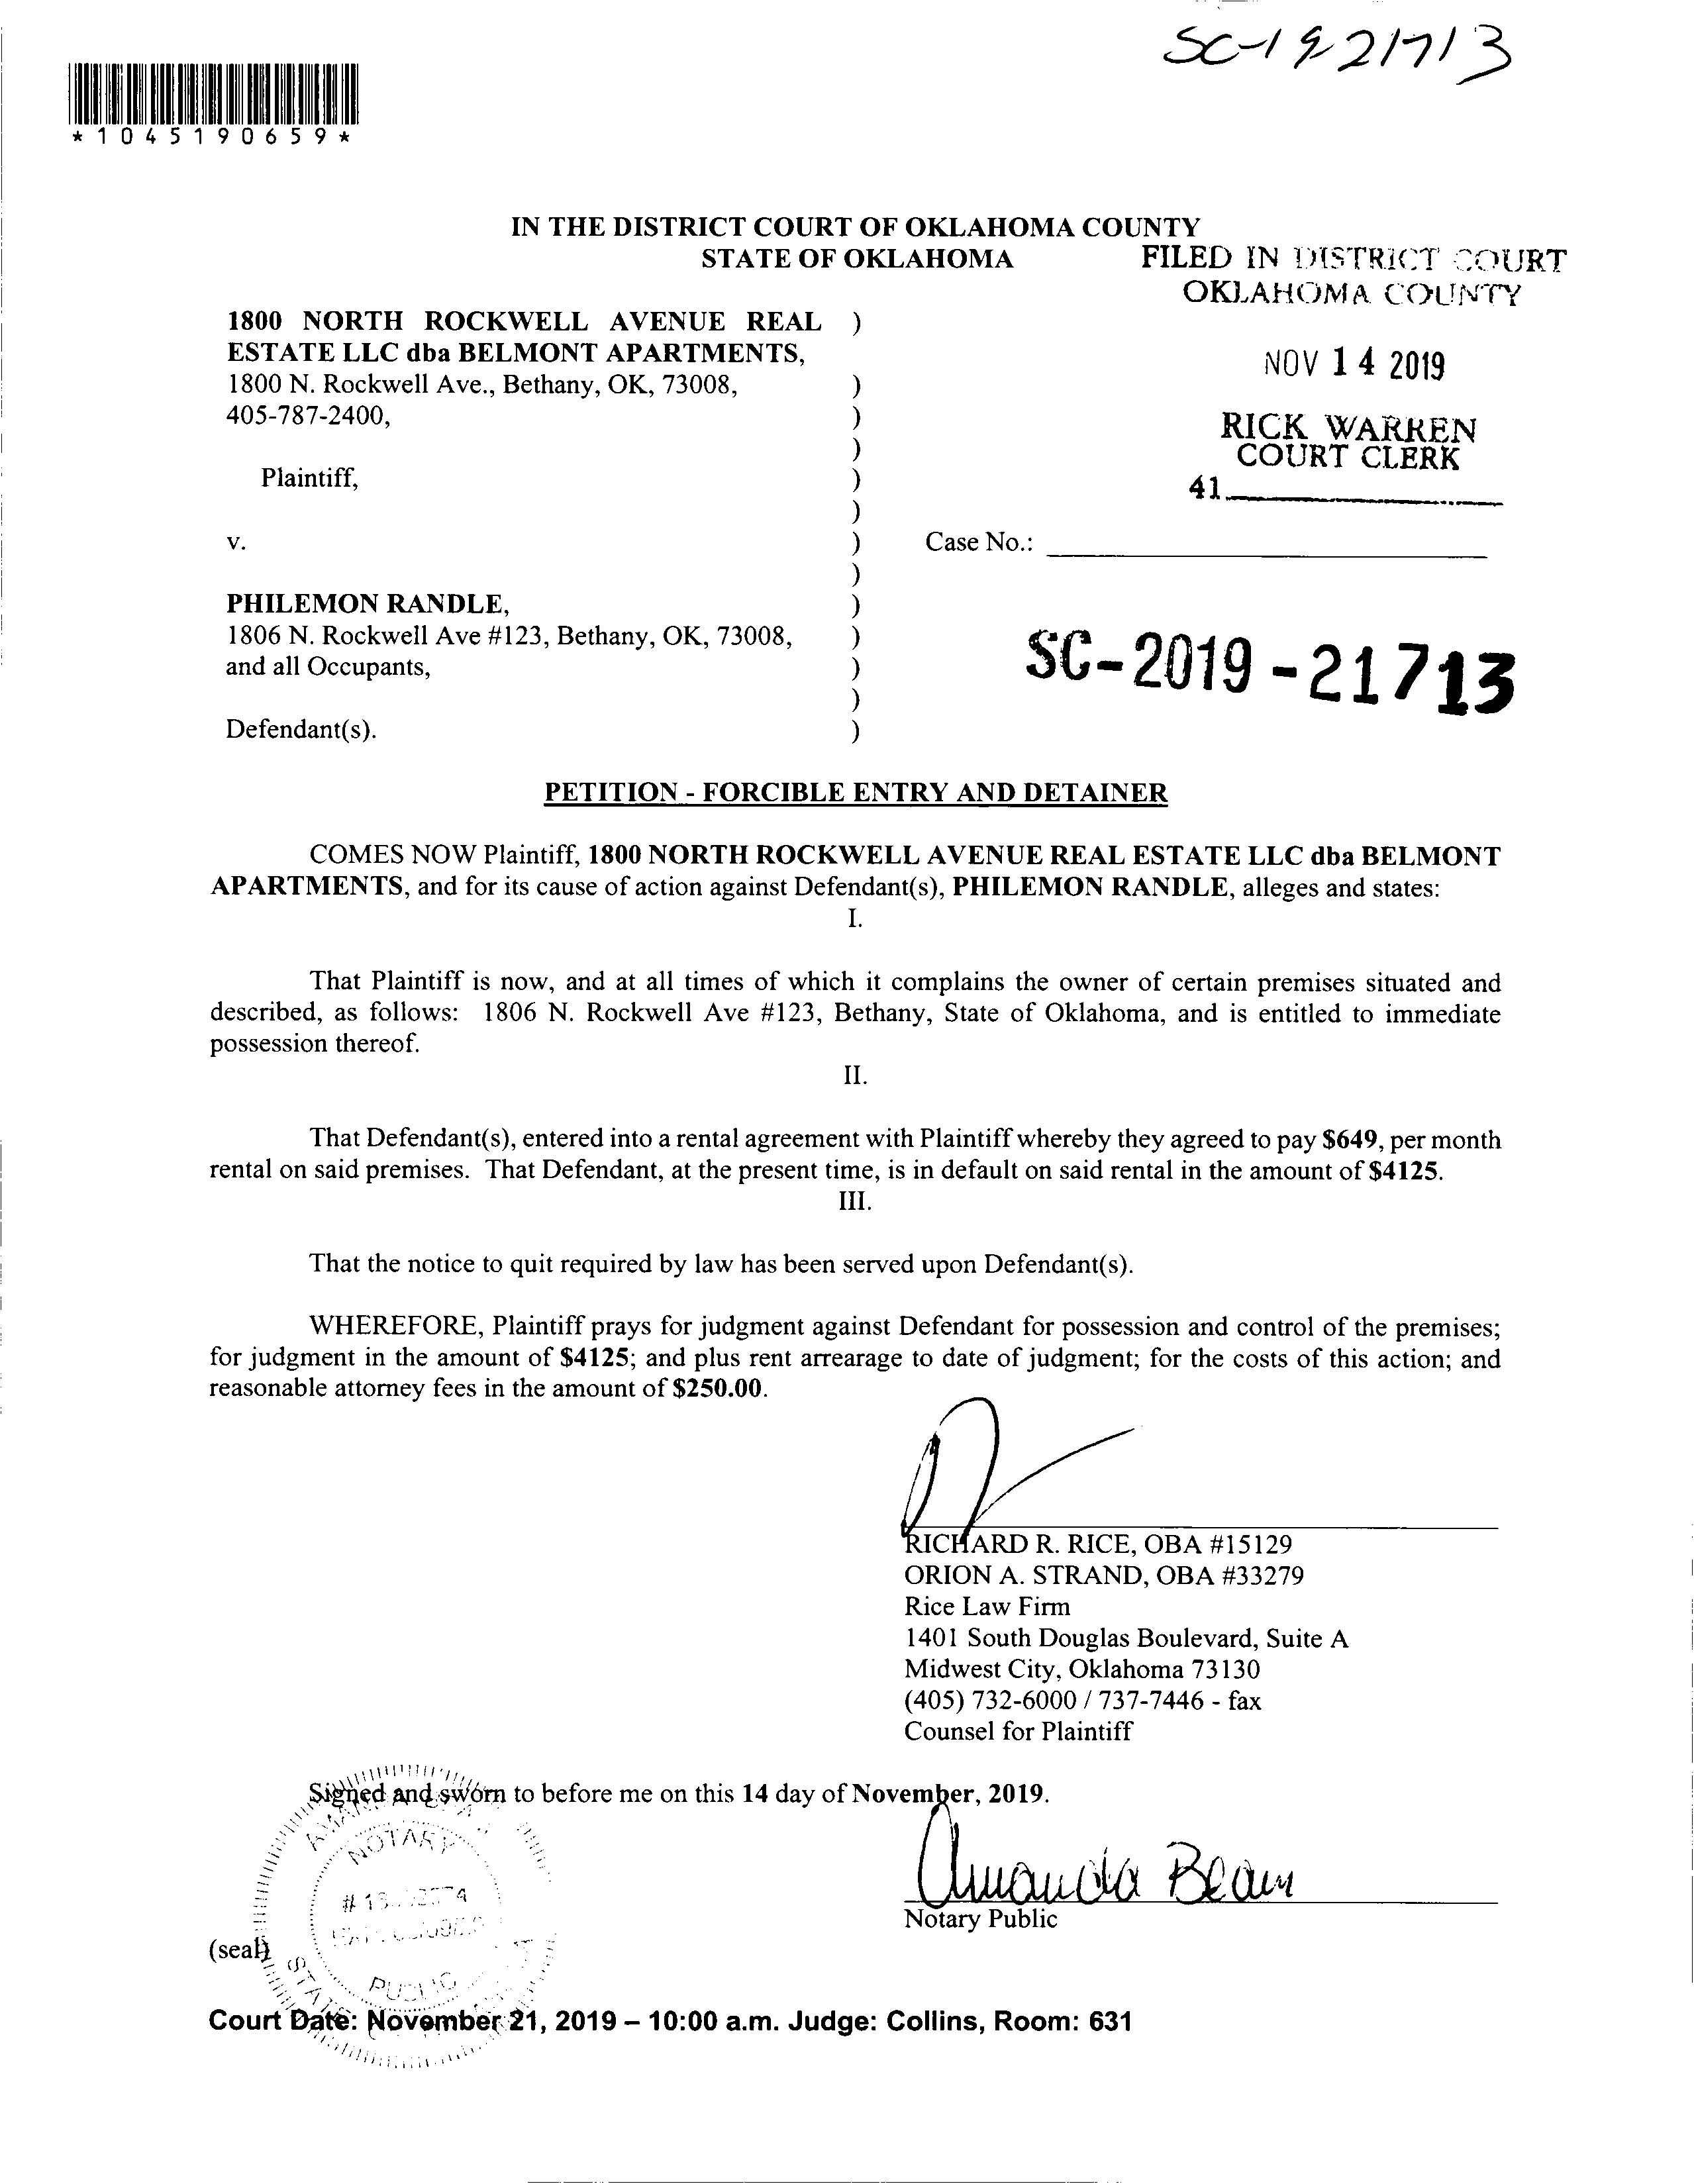 SC-19-21713
*1045190659*
IN THE DISTRICT COURT OF OKLAHOMA COUNTY
STATE OF OKLAHOMA
FILED IN DISTRICT COURT
OKLAHOMA COUNTY
NOV 14 2019
RICK WARREN
COURT CLERK
41
1800 NORTH ROCKWELL AVENUE REAL )
ESTATE LLC dba BELMONT APARTMENTS,
1800 N. Rockwell Ave., Bethany, OK, 73008, )
405-787-2400, )
)
Plaintiff, )
)
v. ) Case No.:
)
PHILEMON RANDLE, )
1806 N. Rockwell Ave #123, Bethany, OK, 73008, )
and all Occupants, )
)
Defendant(s). )
SC-2019-21713
PETITION - FORCIBLE ENTRY AND DETAINER
COMES NOW Plaintiff, 1800 NORTH ROCKWELL AVENUE REAL ESTATE LLC dba BELMONT
APARTMENTS, and for its cause of action against Defendant(s), PHILEMON RANDLE, alleges and states:
I.
That Plaintiff is now, and at all times of which it complains the owner of certain premises situated and
described, as follows: 1806 N. Rockwell Ave #123, Bethany, State of Oklahoma, and is entitled to immediate
possession thereof.
II.
That Defendant(s), entered into a rental agreement with Plaintiff whereby they agreed to pay $649, per month
rental on said premises. That Defendant, at the present time, is in default on said rental in the amount of $4125.
III.
That the notice to quit required by law has been served upon Defendant(s).
WHEREFORE, Plaintiff prays for judgment against Defendant for possession and control of the premises;
for judgment in the amount of $4125; and plus rent arrearage to date of judgment; for the costs of this action; and
reasonable attorney fees in the amount of $250.00.
RICHARD R. RICE, OBA #15129
ORION A. STRAND, OBA #33279
Rice Law Firm
1401 South Douglas Boulevard, Suite A
Midwest City, Oklahoma 73130
(405) 732-6000 / 737-7446 - fax
Counsel for Plaintiff
Signed and sworn to before me on this 14 day of November, 2019.
NOTARY
PUBLIC
STATE
Amanda Beam
Notary Public
(seal)
Court Date: November 21, 2019 – 10:00 a.m. Judge: Collins, Room: 631